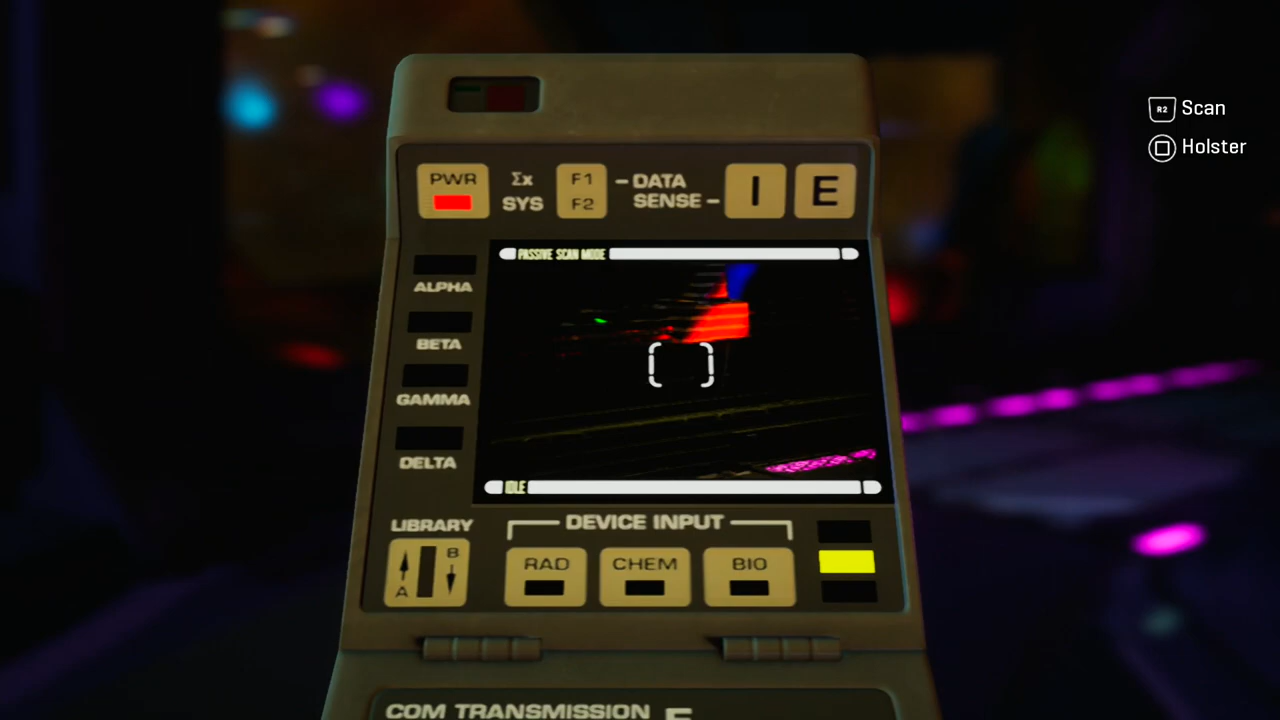 R2 Scan
Holster
PWR
Σx
SYS
F1
F2
DATA
SENSE
I
E
PASSIVE SCAN MODE
ALPHA
BETA
GAMMA
DELTA
IDLE
LIBRARY
A
B
DEVICE INPUT
RAD
CHEM
BIO
COM TRANSMISSION